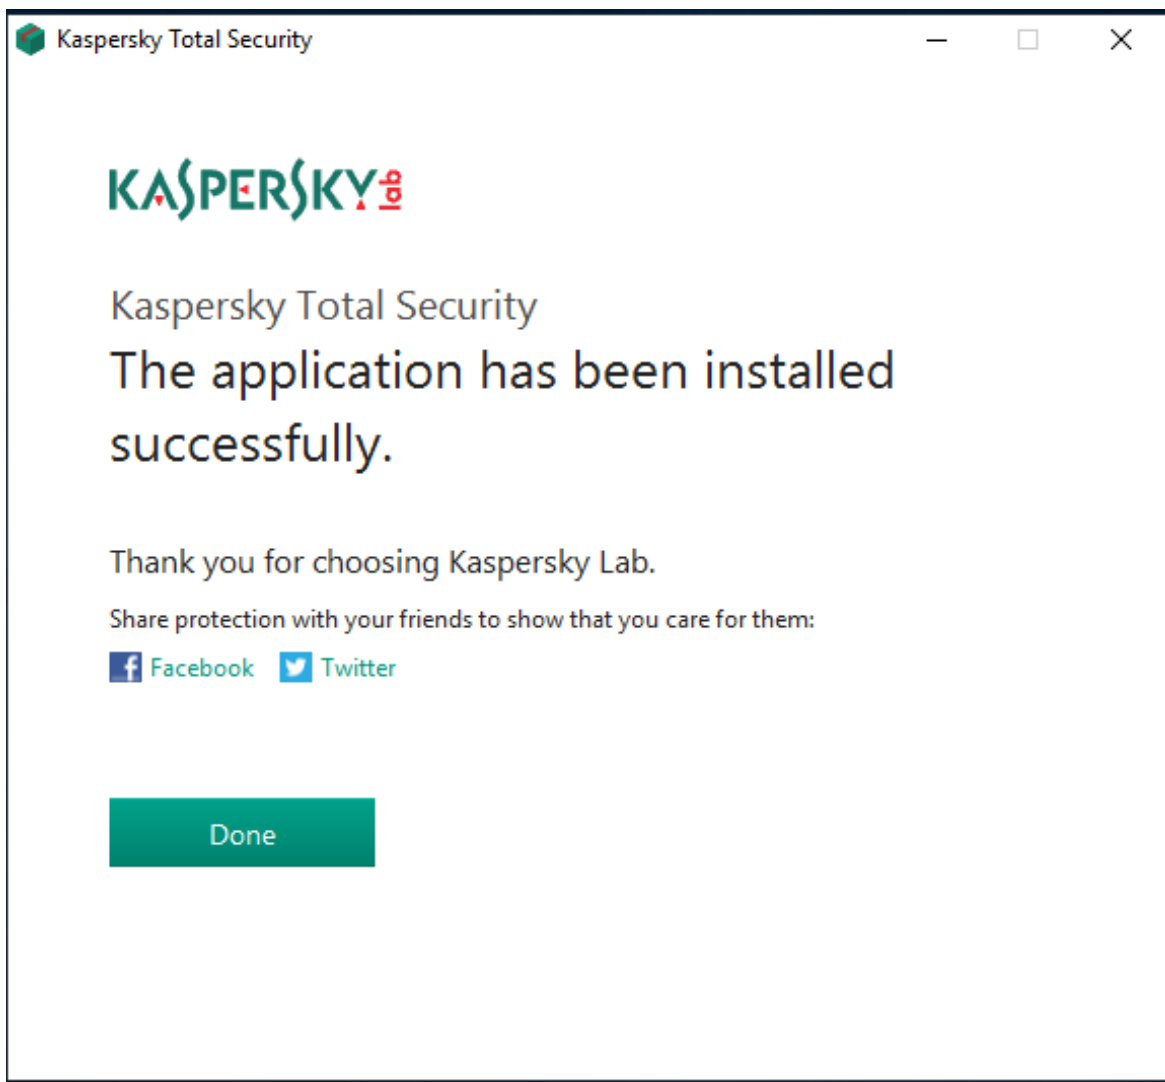 Kaspersky Total Security
KASPERSKY lab
Kaspersky Total Security
The application has been installed
successfully.
Thank you for choosing Kaspersky Lab.
Share protection with your friends to show that you care for them:
Facebook Twitter
Done